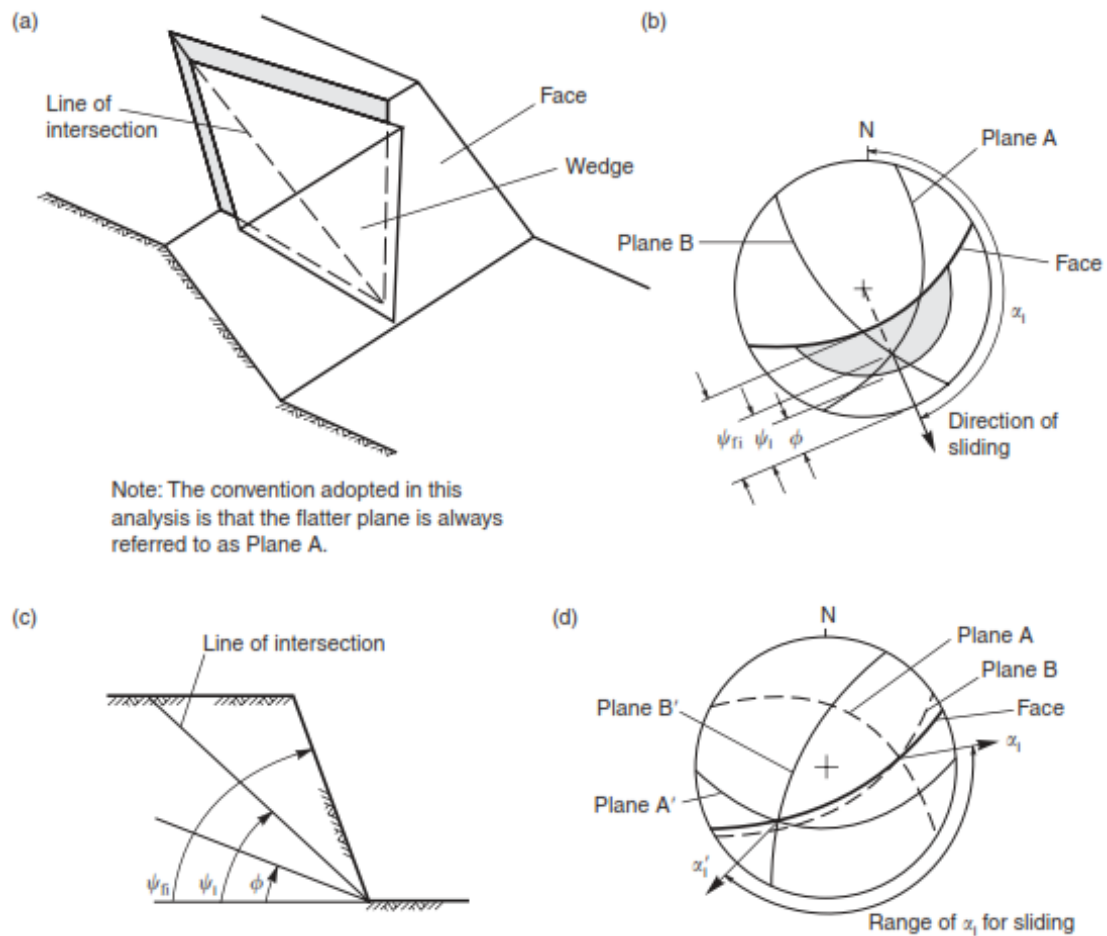 (a)
Line of
intersection
Face
Wedge
Note: The convention adopted in this
analysis is that the flatter plane is always
referred to as Plane A.
(b)
N
Plane A
Plane B
Face
αi
ψfi ψi ϕ
Direction of
sliding
(c)
Line of intersection
ψfi
ψi
ϕ
(d)
N
Plane A
Plane B
Plane B′
Face
αi
Plane A′
αi′
Range of αi for sliding